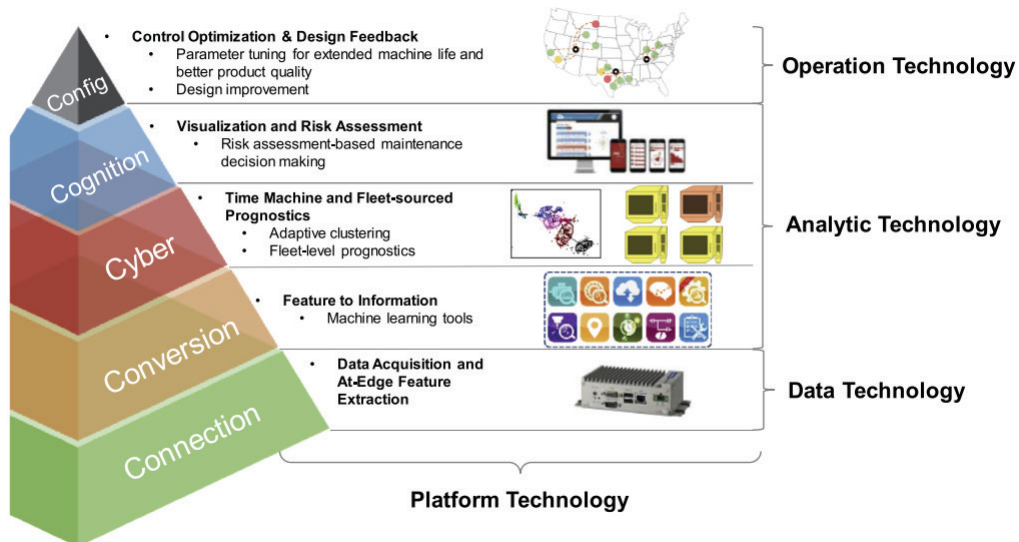 Config
Control Optimization & Design Feedback
Parameter tuning for extended machine life and
better product quality
Design improvement
Operation Technology
Cognition
Visualization and Risk Assessment
Risk assessment-based maintenance
decision making
Cyber
Time Machine and Fleet-sourced
Prognostics
Adaptive clustering
Fleet-level prognostics
Analytic Technology
Conversion
Feature to Information
Machine learning tools
Connection
Data Acquisition and
At-Edge Feature
Extraction
Data Technology
Platform Technology